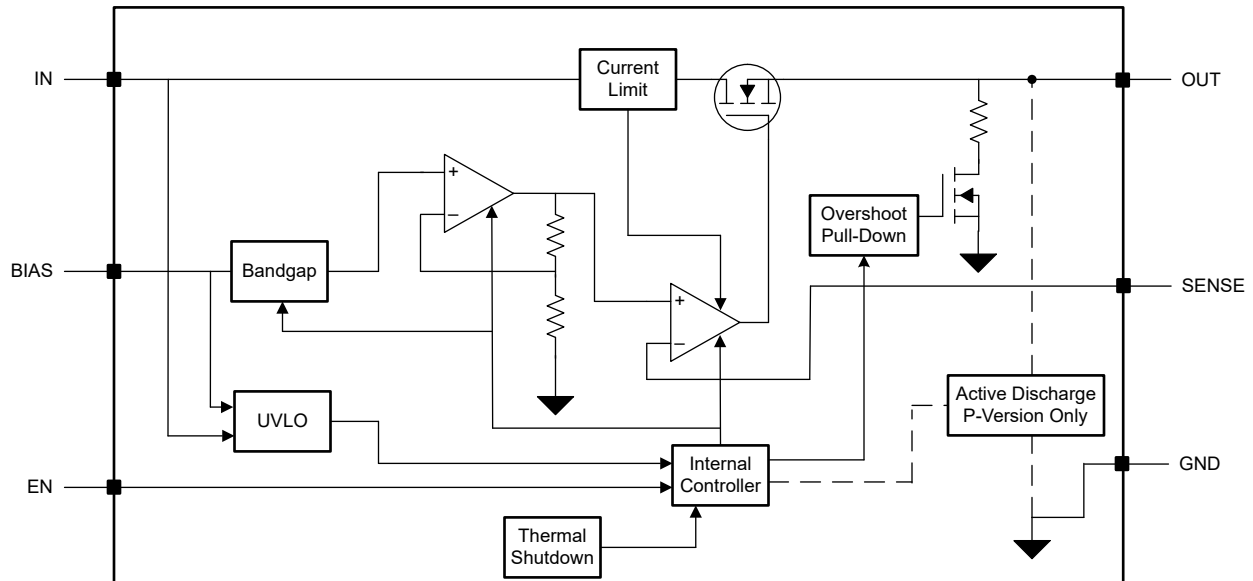 IN
Current
Limit
OUT
+
−
Overshoot
Pull-Down
BIAS
Bandgap
SENSE
+
−
UVLO
Active Discharge
P-Version Only
Internal
Controller
GND
EN
Thermal
Shutdown